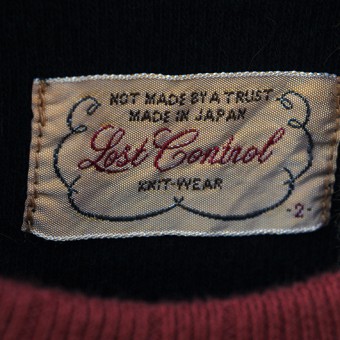 NOT MADE BY A TRUST
MADE IN JAPAN
Lost Control
KNIT-WEAR
-2-